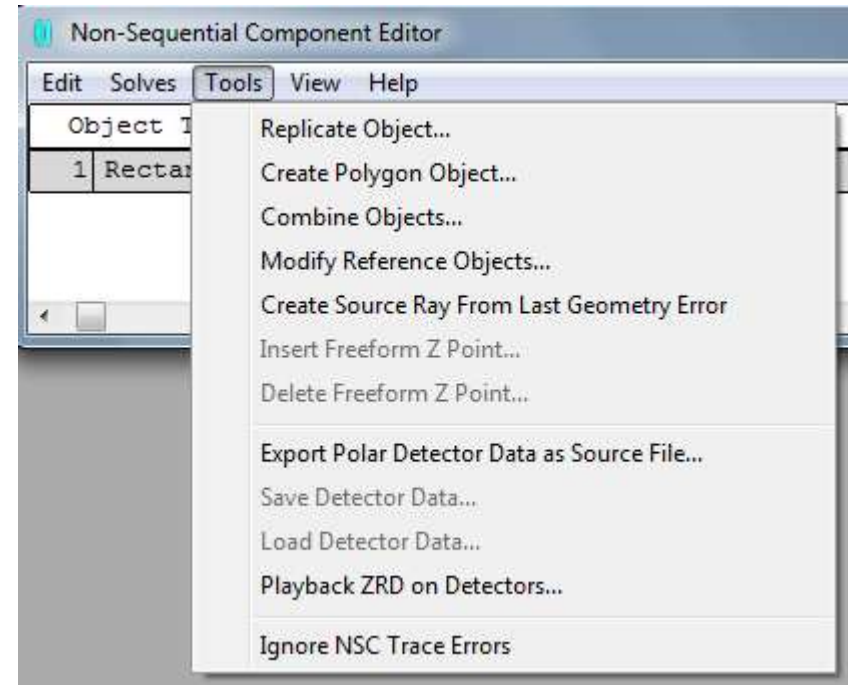 Non-Sequential Component Editor
Edit Solves Tools View Help
Object T
1 Rectan
Replicate Object...
Create Polygon Object...
Combine Objects...
Modify Reference Objects...
Create Source Ray From Last Geometry Error
Insert Freeform Z Point...
Delete Freeform Z Point...
Export Polar Detector Data as Source File...
Save Detector Data...
Load Detector Data...
Playback ZRD on Detectors...
Ignore NSC Trace Errors